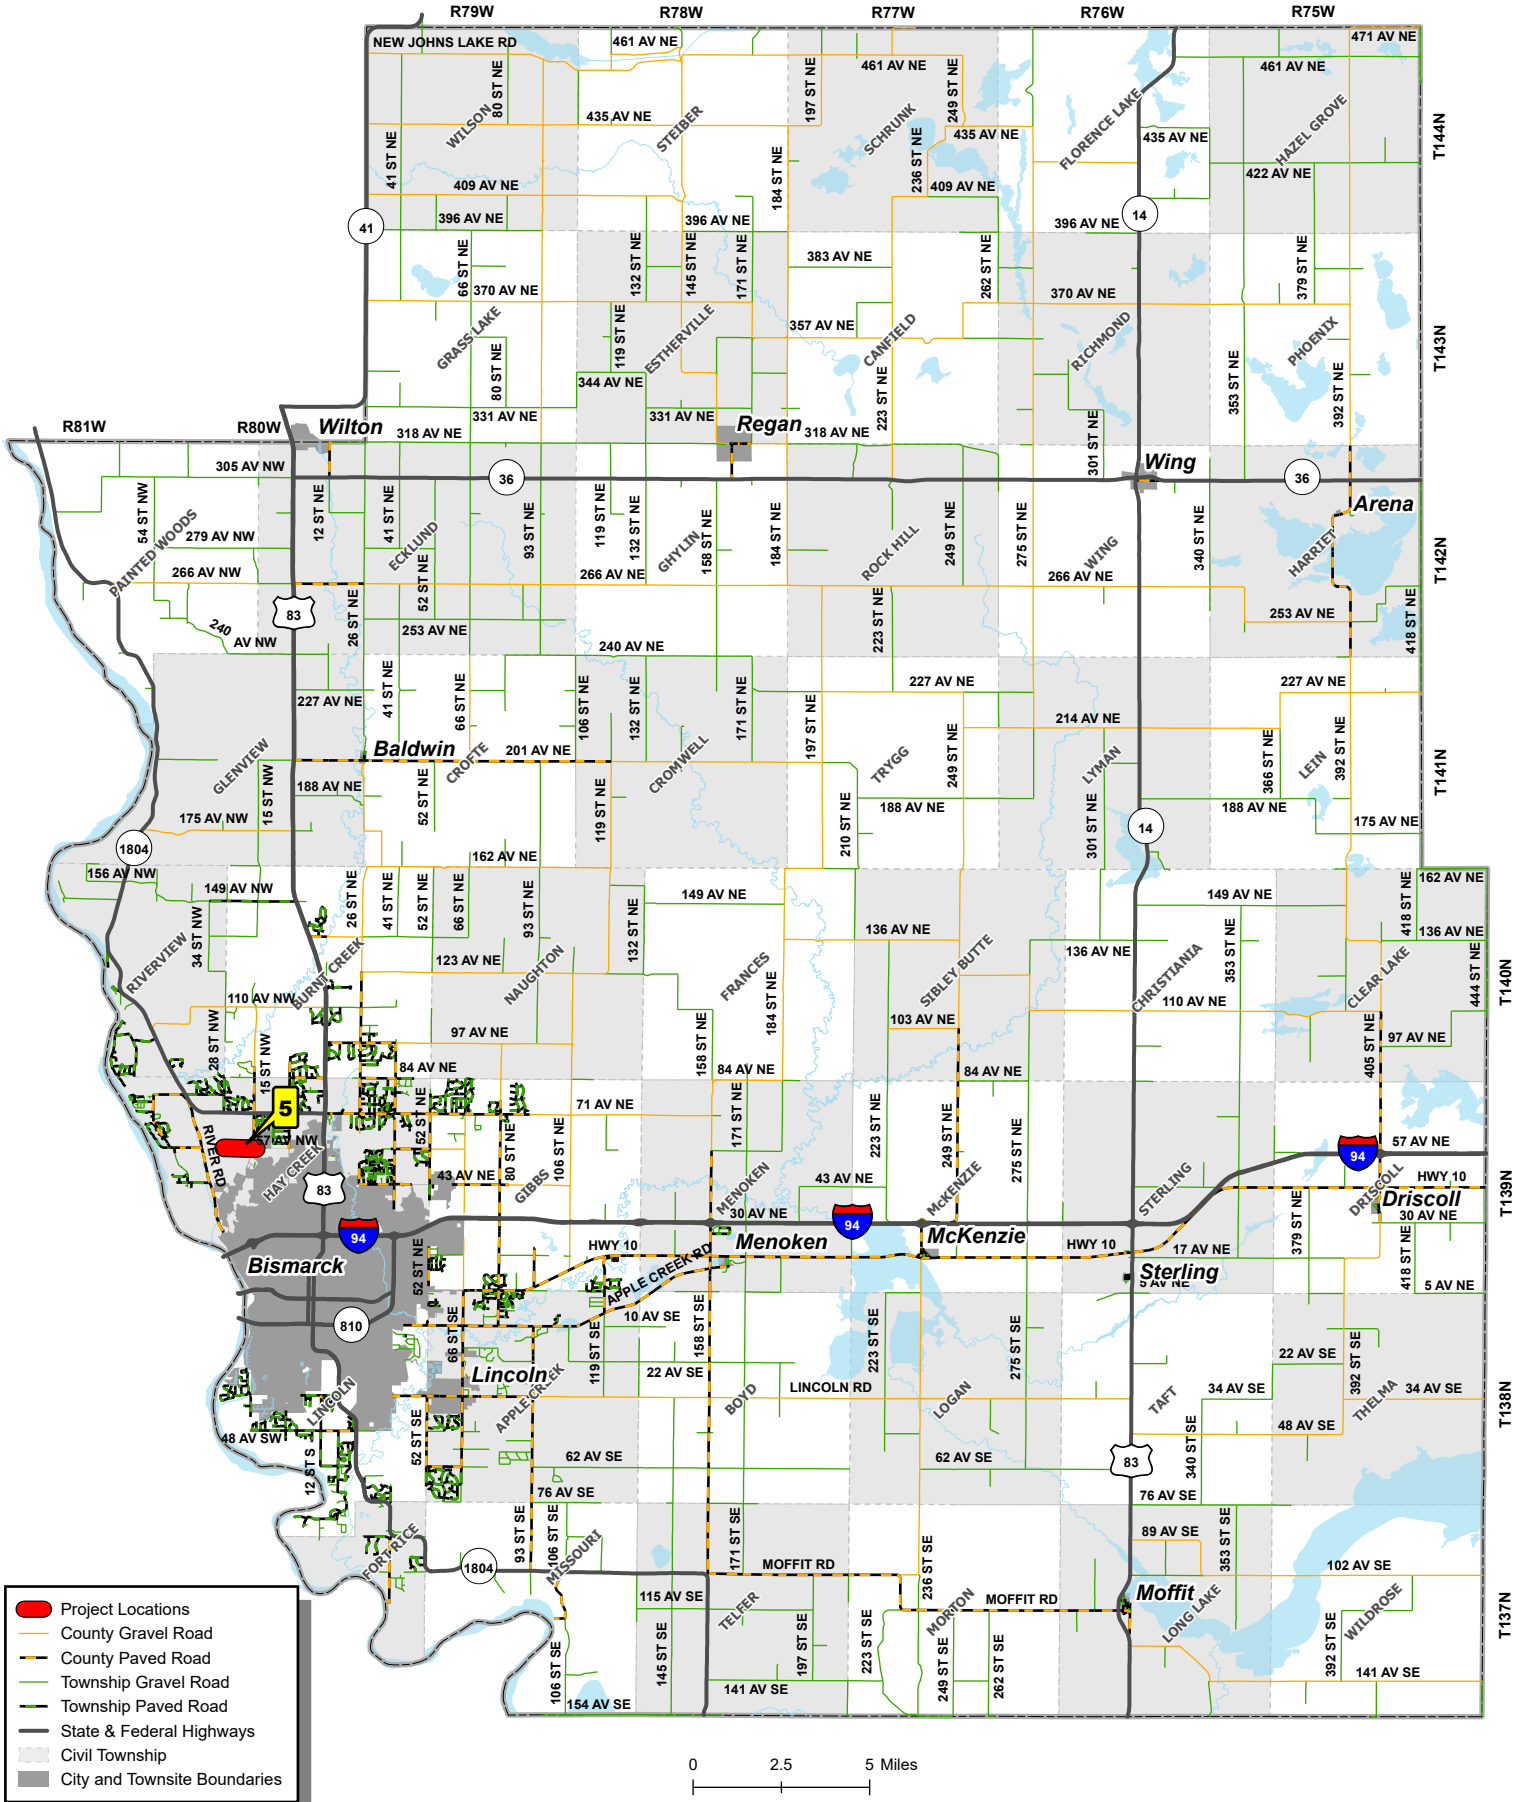 R79W
R78W
R77W
R76W
R75W
NEW JOHNS LAKE RD
461 AV NE
471 AV NE
461 AV NE
461 AV NE
80 ST NE
197 ST NE
249 ST NE
WILSON
STEIBER
SCHRUNK
FLORENCE LAKE
HAZEL GROVE
T144N
435 AV NE
435 AV NE
435 AV NE
41 ST NE
184 ST NE
236 ST NE
422 AV NE
409 AV NE
409 AV NE
396 AV NE
396 AV NE
396 AV NE
41
14
66 ST NE
132 ST NE
145 ST NE
171 ST NE
383 AV NE
262 ST NE
379 ST NE
370 AV NE
370 AV NE
GRASS LAKE
119 ST NE
ESTHERVILLE
357 AV NE
CANFIELD
RICHMOND
PHOENIX
T143N
80 ST NE
344 AV NE
223 ST NE
353 ST NE
392 ST NE
331 AV NE
331 AV NE
R81W
R80W
Wilton
318 AV NE
Regan
318 AV NE
301 ST NE
Wing
305 AV NW
36
36
Arena
54 ST NW
PAINTED WOODS
279 AV NW
12 ST NE
41 ST NE
ECKLUND
93 ST NE
119 ST NE
132 ST NE
GHYLIN
158 ST NE
184 ST NE
ROCK HILL
249 ST NE
275 ST NE
WING
340 ST NE
HARRIET
T142N
266 AV NW
52 ST NE
266 AV NE
266 AV NE
83
26 ST NE
253 AV NE
223 ST NE
253 AV NE
418 ST NE
240
AV NW
240 AV NE
227 AV NE
41 ST NE
66 ST NE
106 ST NE
132 ST NE
171 ST NE
197 ST NE
227 AV NE
227 AV NE
214 AV NE
GLENVIEW
Baldwin
201 AV NE
CROFTE
CROMWELL
TRYGG
249 ST NE
LYMAN
366 ST NE
LEIN
392 ST NE
T141N
15 ST NW
188 AV NE
52 ST NE
119 ST NE
188 AV NE
188 AV NE
175 AV NW
210 ST NE
301 ST NE
14
175 AV NE
1804
162 AV NE
156 AV NW
149 AV NW
26 ST NE
41 ST NE
52 ST NE
66 ST NE
93 ST NE
132 ST NE
149 AV NE
149 AV NE
418 ST NE
162 AV NE
34 ST NW
136 AV NE
136 AV NE
353 ST NE
136 AV NE
RIVERVIEW
BURNT CREEK
123 AV NE
NAUGHTON
FRANCES
184 ST NE
SIBLEY BUTTE
CHRISTIANIA
CLEAR LAKE
444 ST NE
T140N
110 AV NW
110 AV NE
28 ST NW
15 ST NW
97 AV NE
158 ST NE
103 AV NE
405 ST NE
97 AV NE
84 AV NE
84 AV NE
84 AV NE
5
52 ST NE
71 AV NE
171 ST NE
223 ST NE
249 ST NE
275 ST NE
RIVER RD
57 AV NW
80 ST NE
106 ST NE
94
57 AV NE
HAY CREEK
83
43 AV NE
GIBBS
MENOKEN
43 AV NE
McKENZIE
STERLING
HWY 10
DRISCOLL
Driscoll
T139N
94
30 AV NE
94
30 AV NE
HWY 10
Menoken
McKenzie
HWY 10
17 AV NE
379 ST NE
418 ST NE
Bismarck
52 ST NE
APPLE CREEK RD
Sterling
5 AV NE
810
66 ST SE
10 AV SE
158 ST SE
119 ST SE
223 ST SE
275 ST SE
392 ST SE
22 AV SE
22 AV SE
Lincoln
LINCOLN
APPLE CREEK
BOYD
LINCOLN RD
LOGAN
TAFT
34 AV SE
34 AV SE
THELMA
T138N
48 AV SW
52 ST SE
48 AV SE
12 ST S
62 AV SE
62 AV SE
83
340 ST SE
76 AV SE
76 AV SE
FORT RICE
93 ST SE
106 ST SE
MISSOURI
171 ST SE
89 AV SE
353 ST SE
1804
MOFFIT RD
236 ST SE
102 AV SE
115 AV SE
TELFER
MORTON
MOFFIT RD
Moffit
LONG LAKE
WILDROSE
T137N
106 ST SE
145 ST SE
197 ST SE
223 ST SE
249 ST SE
262 ST SE
392 ST SE
141 AV SE
141 AV SE
154 AV SE
Project Locations
County Gravel Road
County Paved Road
Township Gravel Road
Township Paved Road
State & Federal Highways
Civil Township
City and Townsite Boundaries
0 2.5 5 Miles